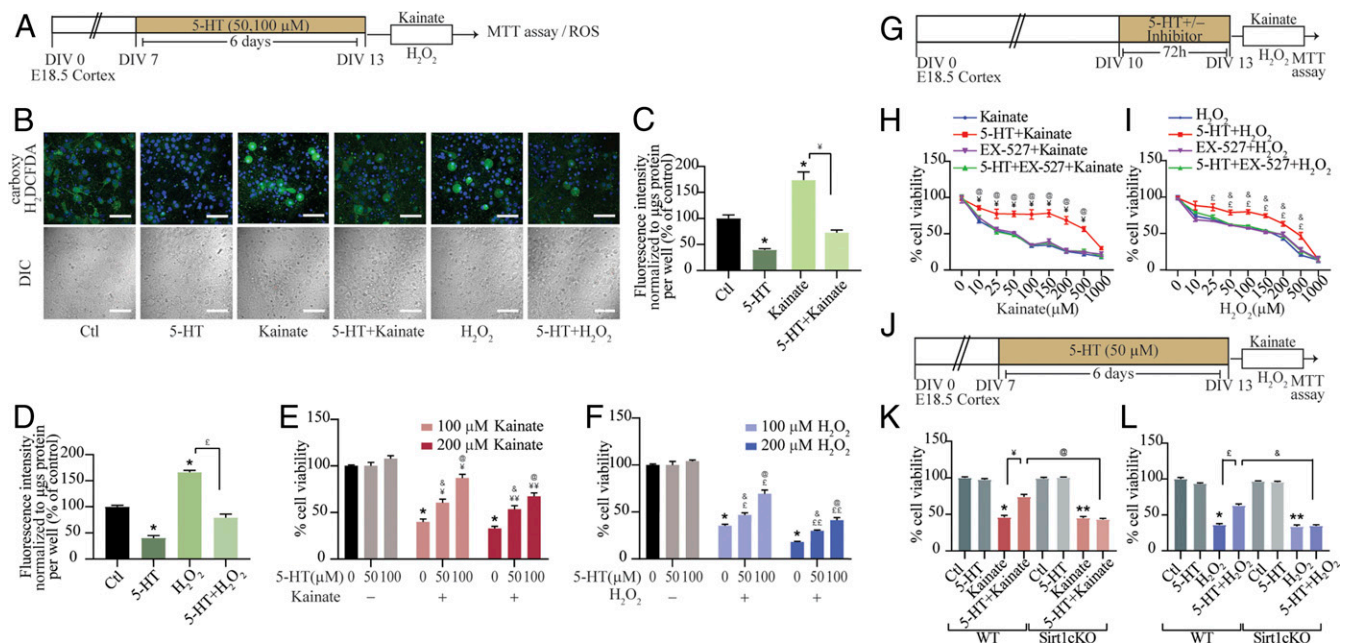 A
5-HT (50,100 µM)
6 days
Kainate
H2O2
MTT assay / ROS
DIV 0
DIV 7
DIV 13
E18.5 Cortex
B
carboxy
H2DCFDA
DIC
Ctl
5-HT
Kainate
5-HT+Kainate
H2O2
5-HT+H2O2
C
Fluorescence intensity
normalized to µgs protein
per well (% of control)
200
150
100
50
0
*
*
¥
Ctl
5-HT
Kainate
5-HT+Kainate
D
Fluorescence intensity
normalized to µgs protein
per well (% of control)
200
150
100
50
0
*
*
£
Ctl
5-HT
H2O2
5-HT+H2O2
E
100 µM Kainate
200 µM Kainate
% cell viability
150
100
50
0
* & ¥ @ ¥
* & ¥¥ @ ¥¥
5-HT(µM) 0 50 100 0 50 100 0 50 100
Kainate − + +
F
100 µM H2O2
200 µM H2O2
% cell viability
150
100
50
0
* & £ @ £
* & ££ @ ££
5-HT(µM) 0 50 100 0 50 100 0 50 100
H2O2 − + +
G
5-HT+/−
Inhibitor
72h
Kainate
H2O2
MTT
assay
DIV 0
DIV 10
DIV 13
E18.5 Cortex
H
Kainate
5-HT+Kainate
EX-527+Kainate
5-HT+EX-527+Kainate
% cell viability
150
100
50
0
@ @ @ @ @ @ @
¥ ¥ ¥ ¥ ¥ ¥ ¥
0 10 25 50 100 150 200 500 1000
Kainate(µM)
I
H2O2
5-HT+H2O2
EX-527+H2O2
5-HT+EX-527+H2O2
% cell viability
150
100
50
0
& & & & &
£ £ £ £ £ £
0 10 25 50 100 150 200 500 1000
H2O2(µM)
J
5-HT (50 µM)
6 days
Kainate
H2O2
MTT
assay
DIV 0
DIV 7
DIV 13
E18.5 Cortex
K
% cell viability
150
100
50
0
¥
@
*
**
Ctl
5-HT
Kainate
5-HT+Kainate
Ctl
5-HT
Kainate
5-HT+Kainate
WT
Sirt1cKO
L
% cell viability
150
100
50
0
£
&
*
**
Ctl
5-HT
H2O2
5-HT+H2O2
Ctl
5-HT
H2O2
5-HT+H2O2
WT
Sirt1cKO